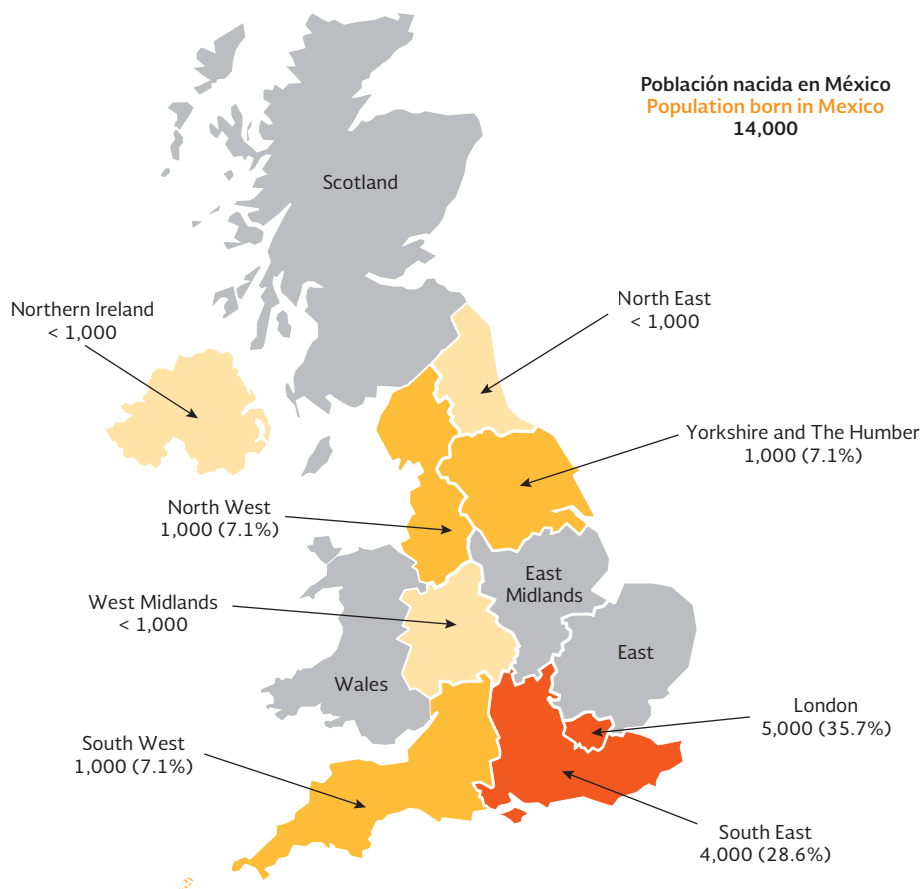 Población nacida en México
Population born in Mexico
14,000
Scotland
Northern Ireland
< 1,000
North East
< 1,000
Yorkshire and The Humber
1,000 (7.1%)
North West
1,000 (7.1%)
East
Midlands
West Midlands
< 1,000
East
Wales
London
5,000 (35.7%)
South West
1,000 (7.1%)
South East
4,000 (28.6%)